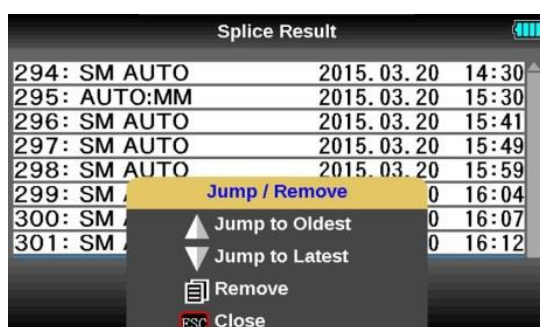 Splice Result
294: SM AUTO 2015.03.20 14:30
295: AUTO:MM 2015.03.20 15:30
296: SM AUTO 2015.03.20 15:41
297: SM AUTO 2015.03.20 15:49
298: SM AUTO 2015.03.20 15:59
299: SM 0 16:04
300: SM 0 16:07
301: SM 0 16:12
Jump / Remove
Jump to Oldest
Jump to Latest
Remove
ESC Close